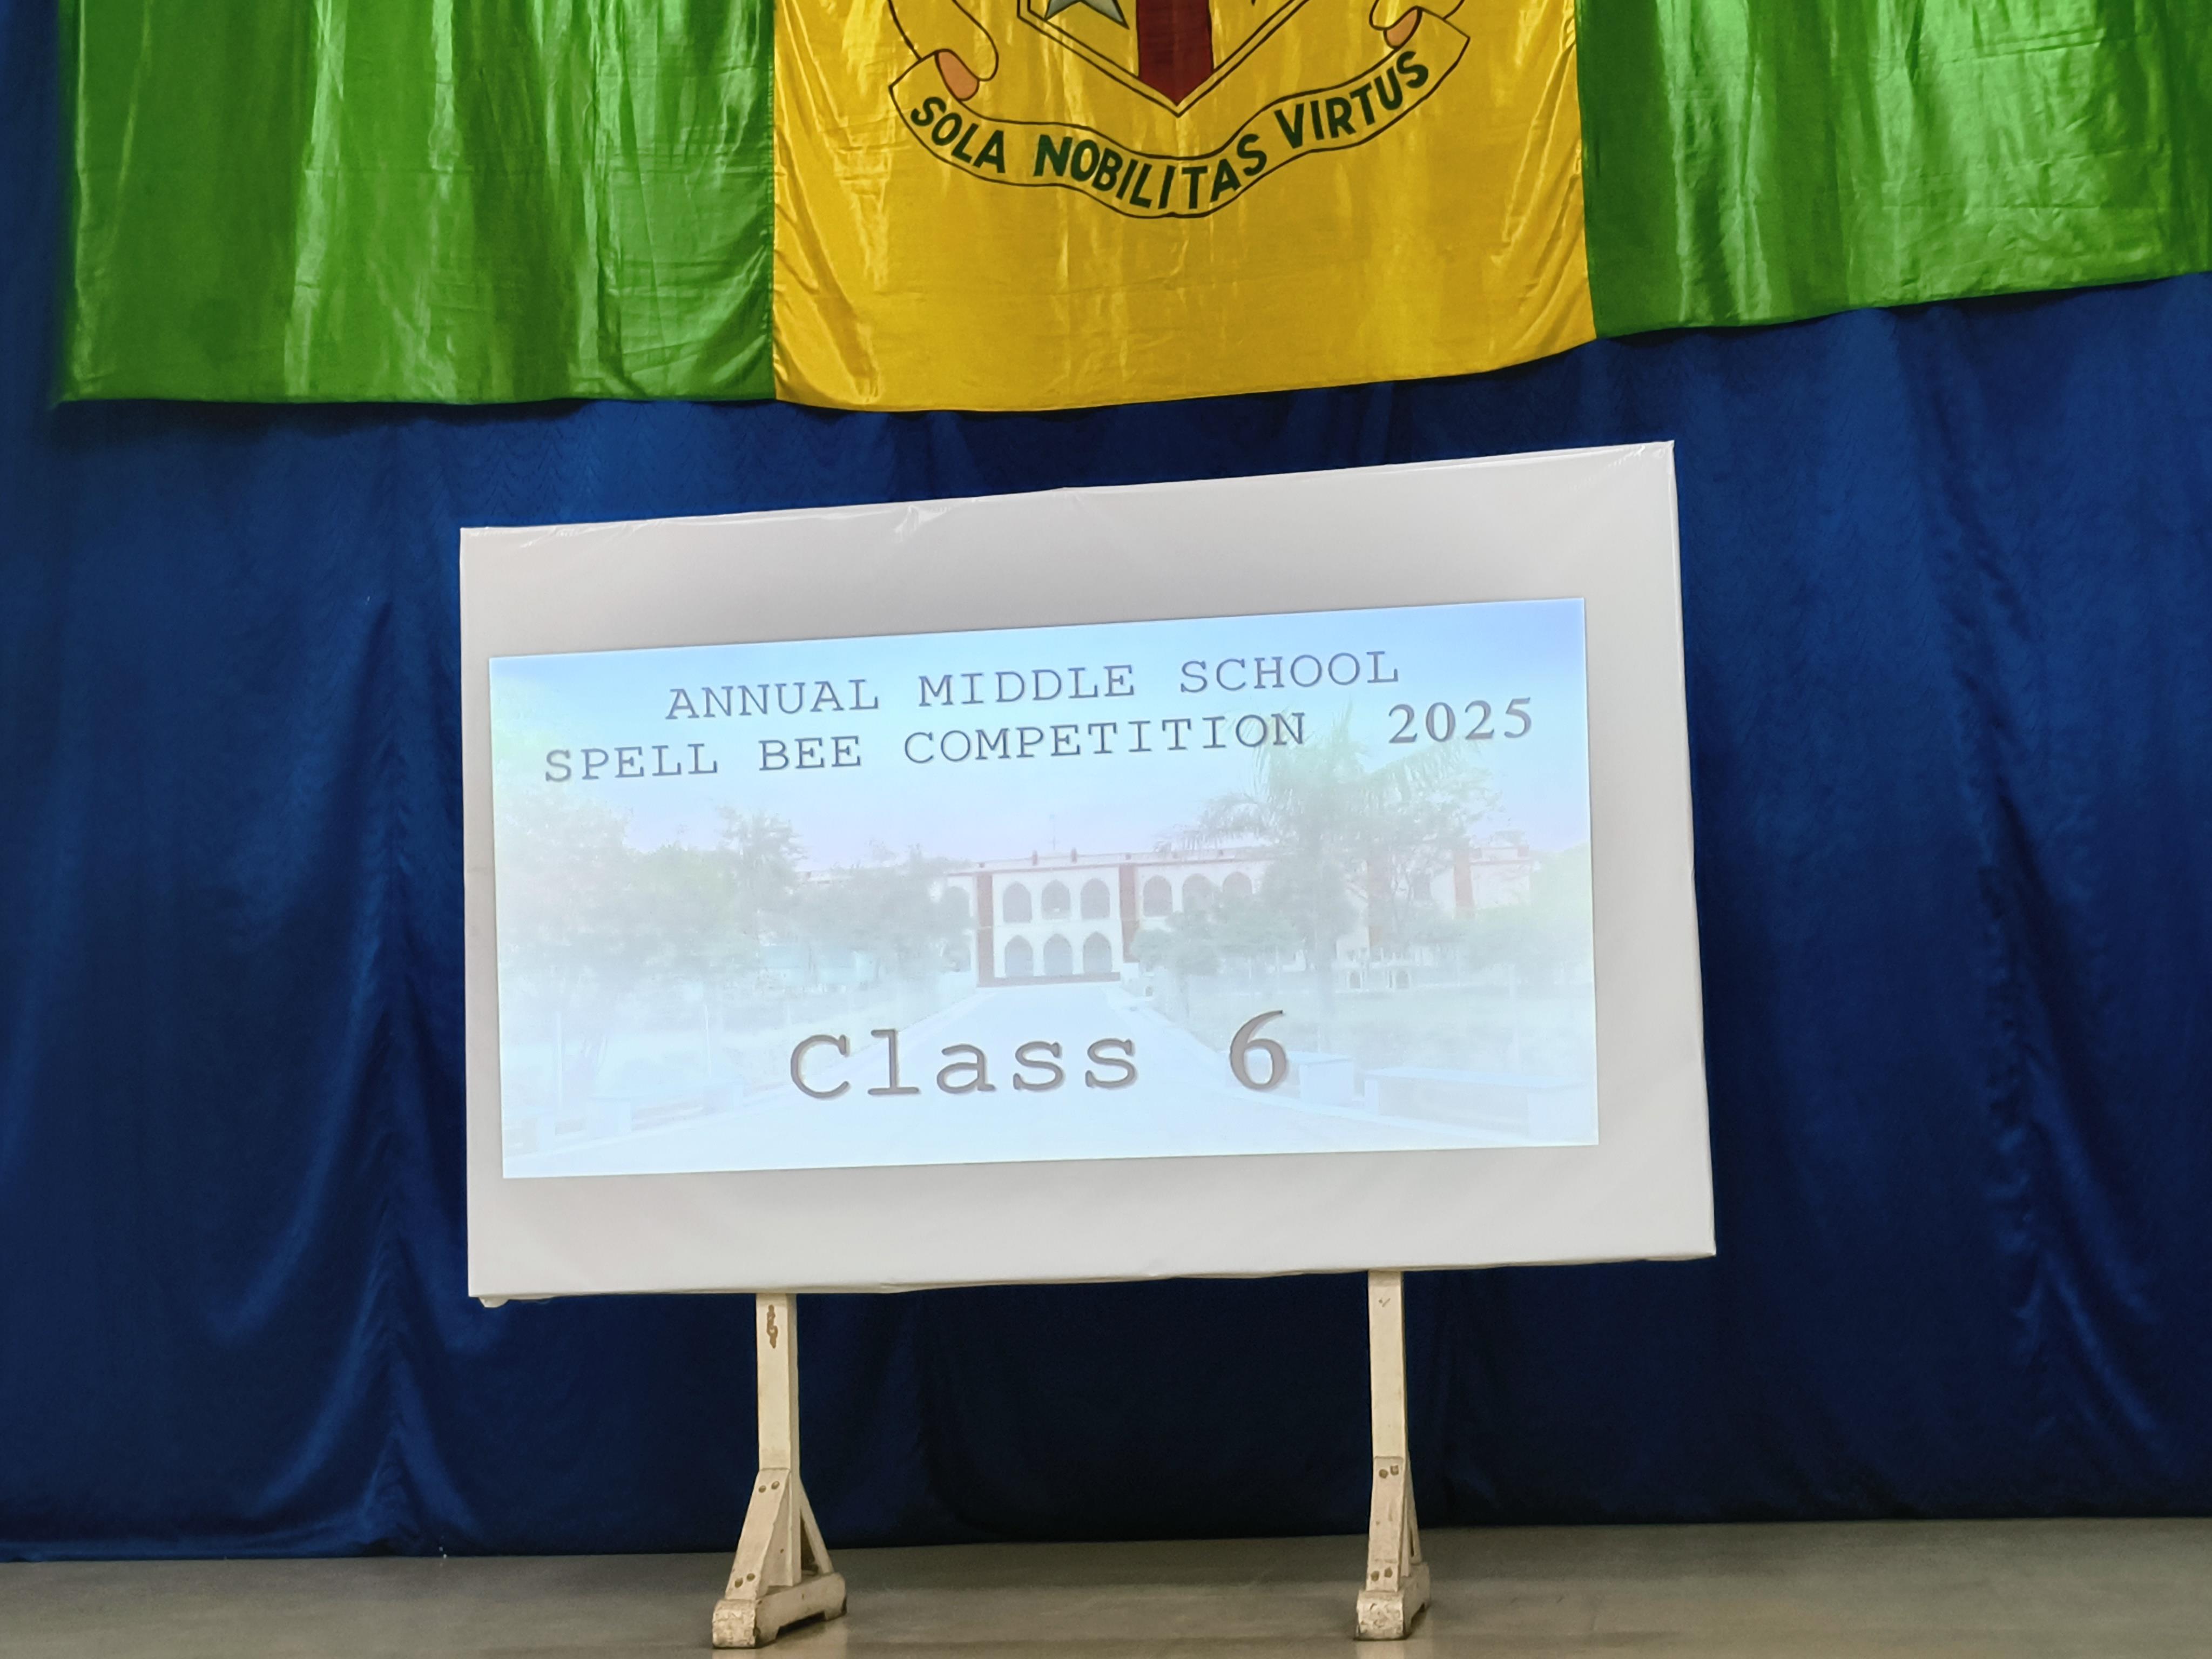 SOLA NOBILITAS VIRTUS
ANNUAL MIDDLE SCHOOL
SPELL BEE COMPETITION 2025
Class 6